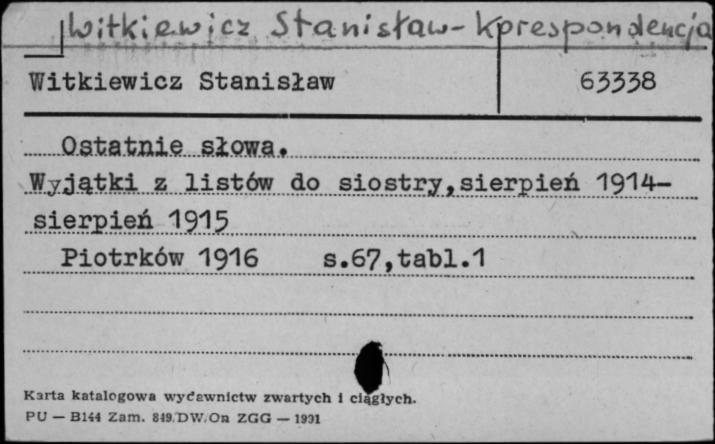 Witkiewicz Stanisław - Korespondencja
Witkiewicz Stanisław 63338
Ostatnie słowa.
Wyjątki z listów do siostry,sierpień 1914-
sierpień 1915
Piotrków 1916 s.67,tabl.1
Karta katalogowa wydawnictw zwartych i ciągłych.
PU — B144 Zam. 849/DW/On ZGG — 1991